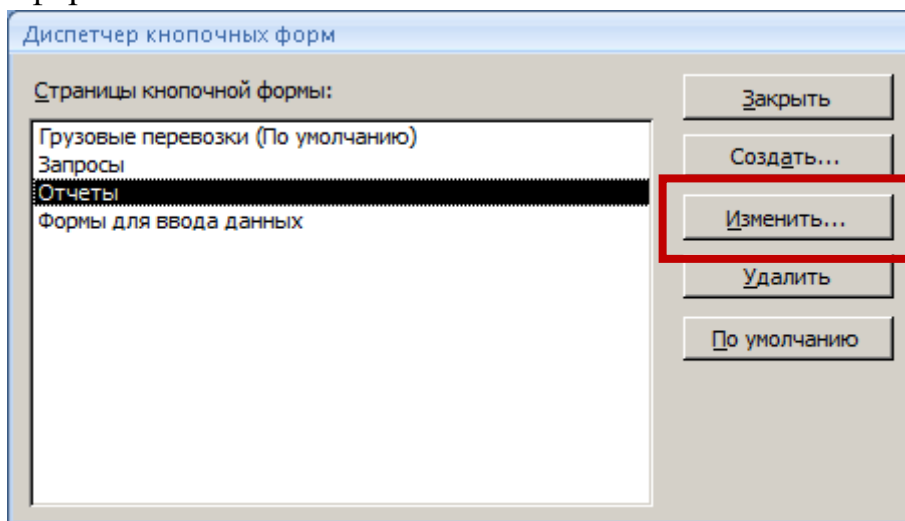 Диспетчер кнопочных форм
Страницы кнопочной формы:
Грузовые перевозки (По умолчанию)
Запросы
Отчеты
Формы для ввода данных
Закрыть
Создать...
Изменить...
Удалить
По умолчанию